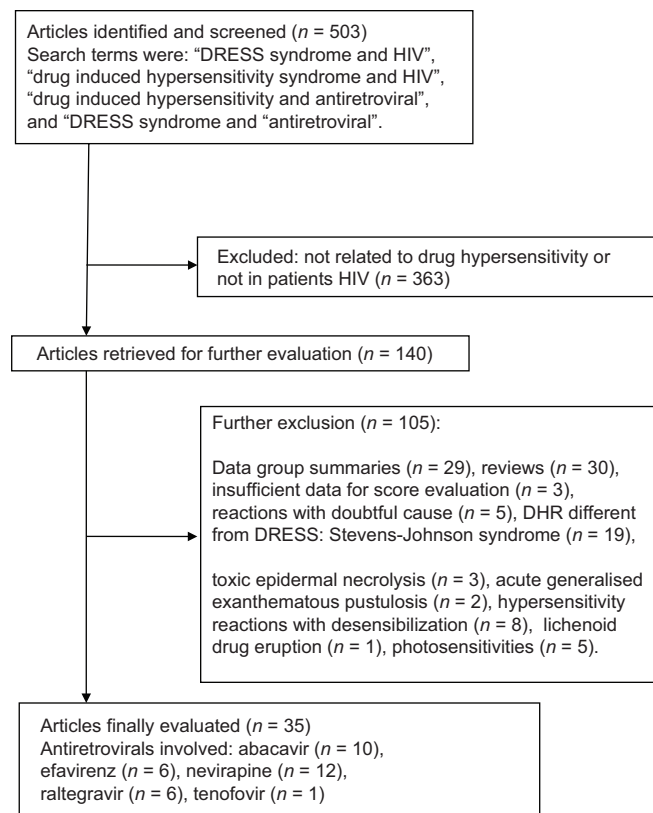 Articles identified and screened (n = 503)
Search terms were: “DRESS syndrome and HIV”,
“drug induced hypersensitivity syndrome and HIV”,
“drug induced hypersensitivity and antiretroviral”,
and “DRESS syndrome and “antiretroviral”.
Excluded: not related to drug hypersensitivity or
not in patients HIV (n = 363)
Articles retrieved for further evaluation (n = 140)
Further exclusion (n = 105):
Data group summaries (n = 29), reviews (n = 30),
insufficient data for score evaluation (n = 3),
reactions with doubtful cause (n = 5), DHR different
from DRESS: Stevens-Johnson syndrome (n = 19),
toxic epidermal necrolysis (n = 3), acute generalised
exanthematous pustulosis (n = 2), hypersensitivity
reactions with desensibilization (n = 8), lichenoid
drug eruption (n = 1), photosensitivities (n = 5).
Articles finally evaluated (n = 35)
Antiretrovirals involved: abacavir (n = 10),
efavirenz (n = 6), nevirapine (n = 12),
raltegravir (n = 6), tenofovir (n = 1)